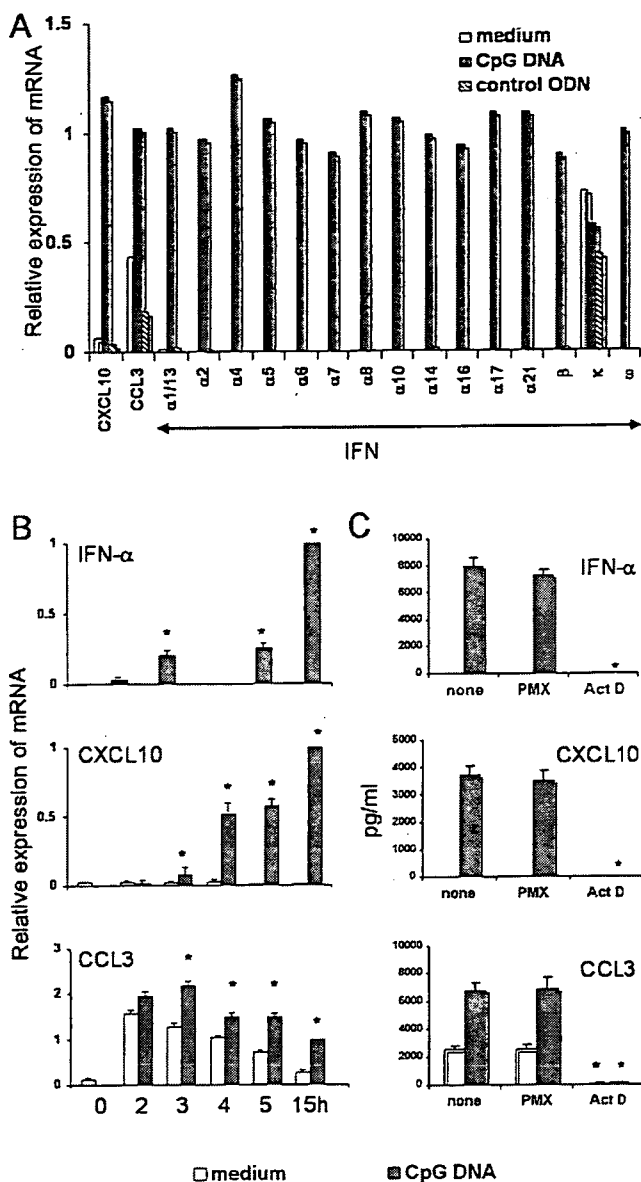 A
medium
CpG DNA
control ODN
Relative expression of mRNA
1.5
1
0.5
0
CXCL10 CCL3 α1/13 α2 α4 α5 α6 α7 α8 α10 α14 α16 α17 α21 β κ ω
IFN
B
IFN-α
1
0.5
0
*
*
*
CXCL10
1
0.5
0
*
*
*
*
CCL3
3
2
1
0
*
*
*
*
0 2 3 4 5 15h
Relative expression of mRNA
C
IFN-α
10000
8000
6000
4000
2000
0
*
none PMX Act D
CXCL10
5000
4000
3000
2000
1000
0
*
none PMX Act D
pg/ml
CCL3
10000
8000
6000
4000
2000
0
* *
none PMX Act D
medium CpG DNA